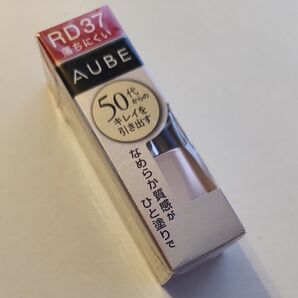 RD37
落ちにくい
AUBE
50代からの
キレイを
引き出す
なめらか質感が
ひと塗りで